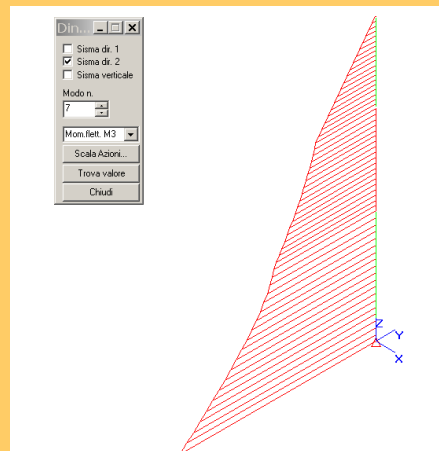 Din...
Sisma dir. 1
Sisma dir. 2
Sisma verticale
Modo n.
7
Mom.flett. M3
Scala Azioni...
Trova valore
Chiudi
Z
Y
X